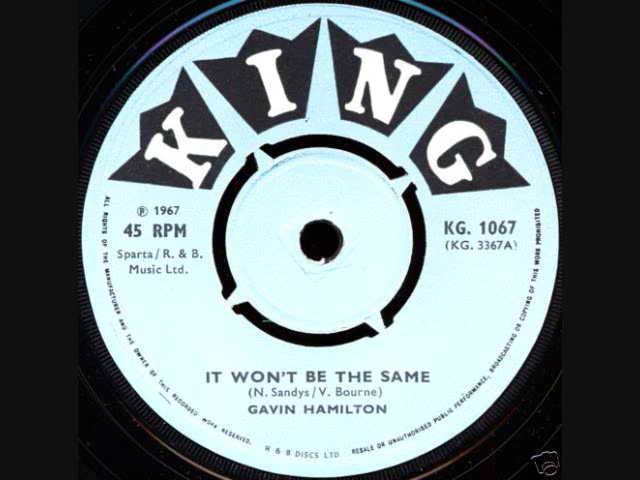 KING
℗ 1967
45 RPM
Sparta/R. & B.
Music Ltd.
KG. 1067
(KG. 3367A)
IT WON'T BE THE SAME
(N. Sandys/V. Bourne)
GAVIN HAMILTON
R & B DISCS LTD
ALL RIGHTS OF THE MANUFACTURER AND THE OWNER OF THIS RECORDED WORK RESERVED.
RESALE OR UNAUTHORISED PUBLIC PERFORMANCE, BROADCASTING OR COPYING OF THIS WORK PROHIBITED